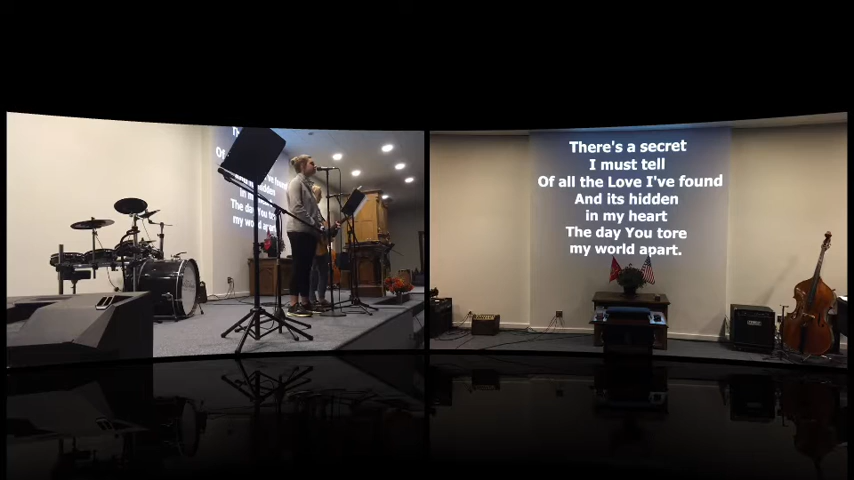 There's a secret
I must tell
Of all the Love I've found
And its hidden
in my heart
The day You tore
my world apart.